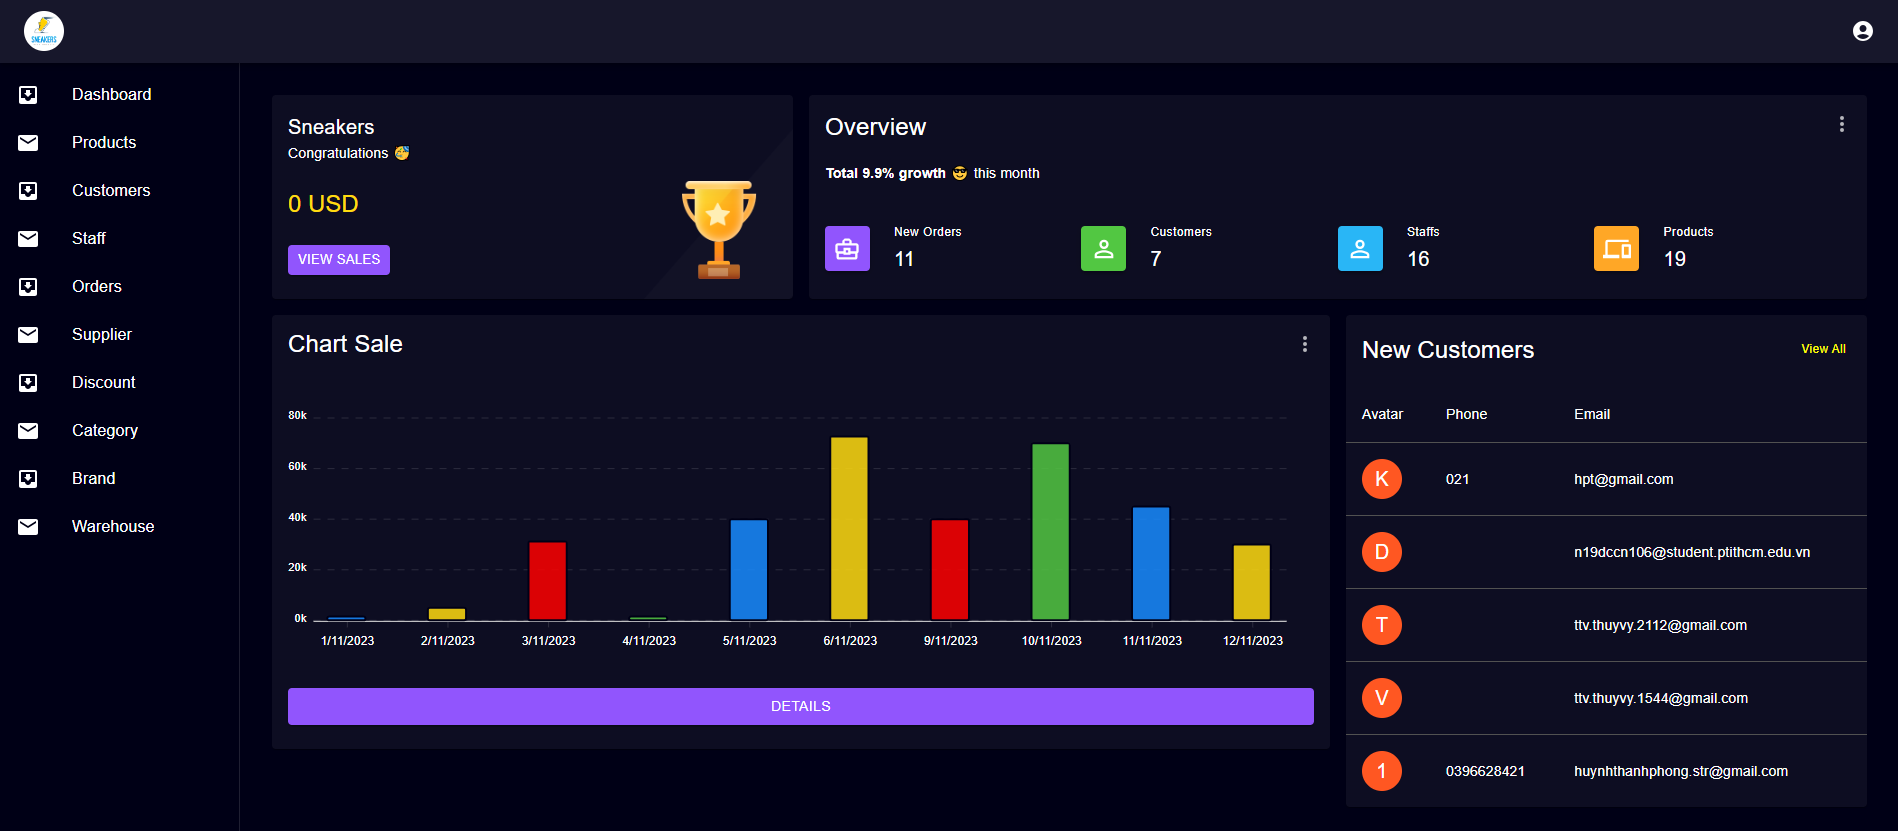 SNEAKERS
Dashboard
Products
Customers
Staff
Orders
Supplier
Discount
Category
Brand
Warehouse
Sneakers
Congratulations 🥳
0 USD
VIEW SALES
Overview
Total 9.9% growth 😎 this month
New Orders
11
Customers
7
Staffs
16
Products
19
Chart Sale
80k
60k
40k
20k
0k
1/11/2023 2/11/2023 3/11/2023 4/11/2023 5/11/2023 6/11/2023 9/11/2023 10/11/2023 11/11/2023 12/11/2023
DETAILS
New Customers
View All
Avatar Phone Email
K 021 hpt@gmail.com
D n19dccn106@student.ptithcm.edu.vn
T ttv.thuyvy.2112@gmail.com
V ttv.thuyvy.1544@gmail.com
1 0396628421 huynhthanhphong.str@gmail.com